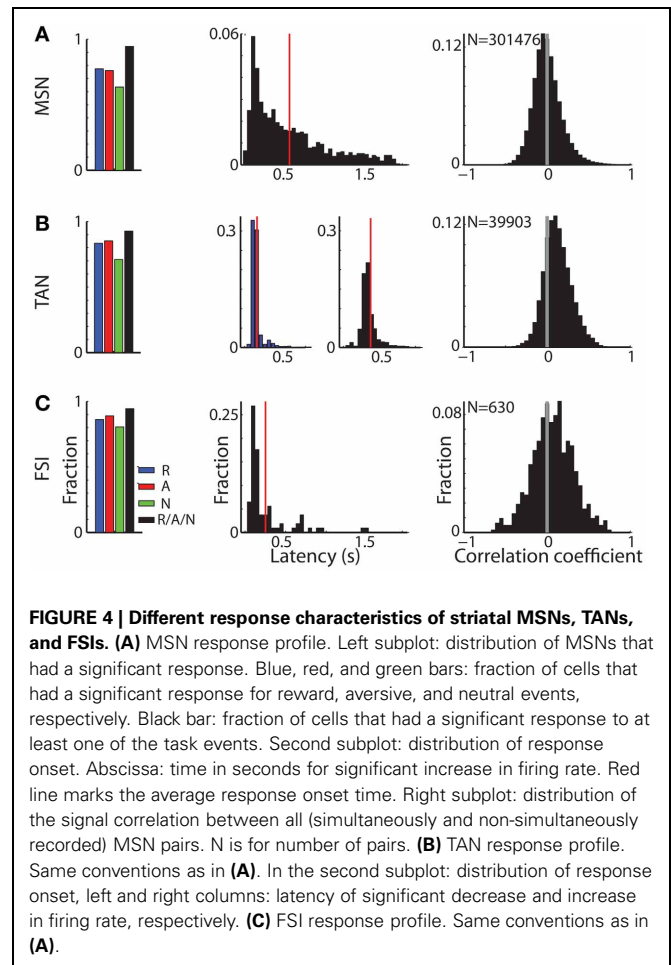 A
MSN
1
0
0.06
0
0.5
1.5
0.12
N=301476
0
−1
0
1
B
TAN
1
0
0.3
0
0.5
0.3
0
0.5
0.12
N=39903
0
−1
0
1
C
FSI
Fraction
1
0
R
A
N
R/A/N
Fraction
0.25
0
0.5
1.5
Latency (s)
Fraction
0.08
N=630
0
−1
0
1
Correlation coefficient
FIGURE 4 | Different response characteristics of striatal MSNs, TANs,
and FSIs. (A) MSN response profile. Left subplot: distribution of MSNs that
had a significant response. Blue, red, and green bars: fraction of cells that
had a significant response for reward, aversive, and neutral events,
respectively. Black bar: fraction of cells that had a significant response to at
least one of the task events. Second subplot: distribution of response
onset. Abscissa: time in seconds for significant increase in firing rate. Red
line marks the average response onset time. Right subplot: distribution of
the signal correlation between all (simultaneously and non-simultaneously
recorded) MSN pairs. N is for number of pairs. (B) TAN response profile.
Same conventions as in (A). In the second subplot: distribution of response
onset, left and right columns: latency of significant decrease and increase
in firing rate, respectively. (C) FSI response profile. Same conventions as in
(A).